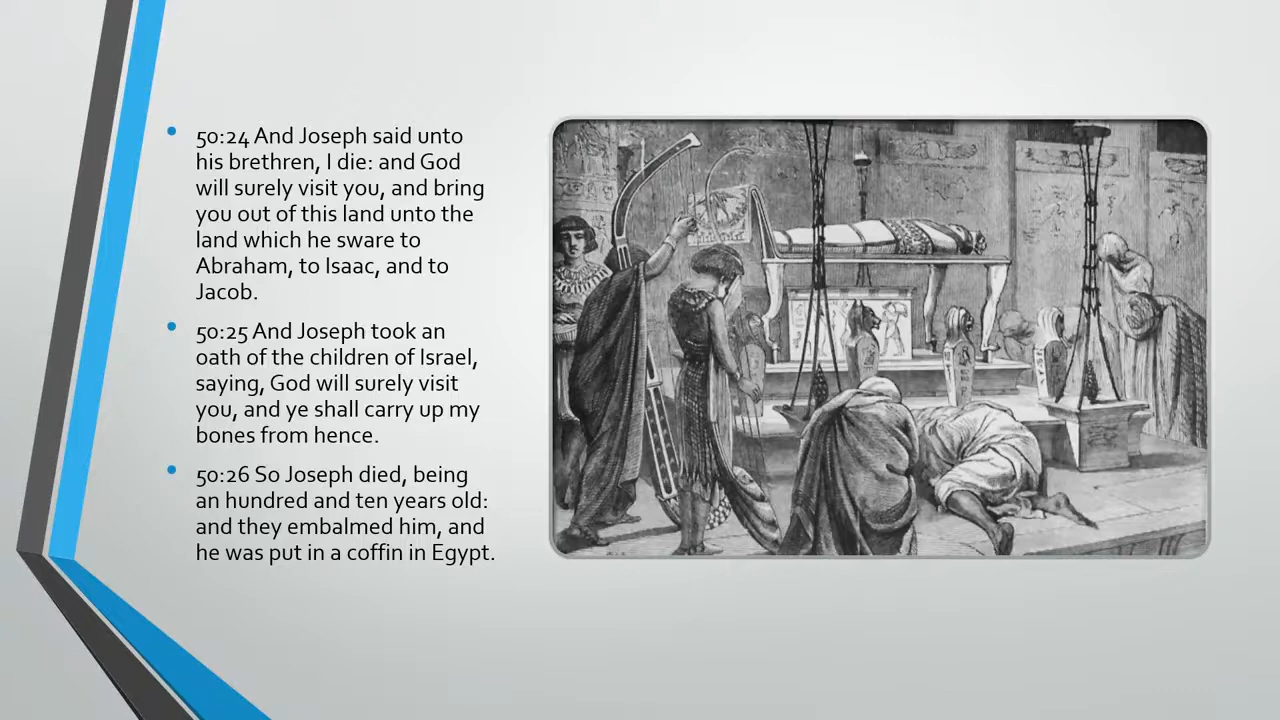 50:24 And Joseph said unto
his brethren, I die: and God
will surely visit you, and bring
you out of this land unto the
land which he sware to
Abraham, to Isaac, and to
Jacob.
50:25 And Joseph took an
oath of the children of Israel,
saying, God will surely visit
you, and ye shall carry up my
bones from hence.
50:26 So Joseph died, being
an hundred and ten years old:
and they embalmed him, and
he was put in a coffin in Egypt.